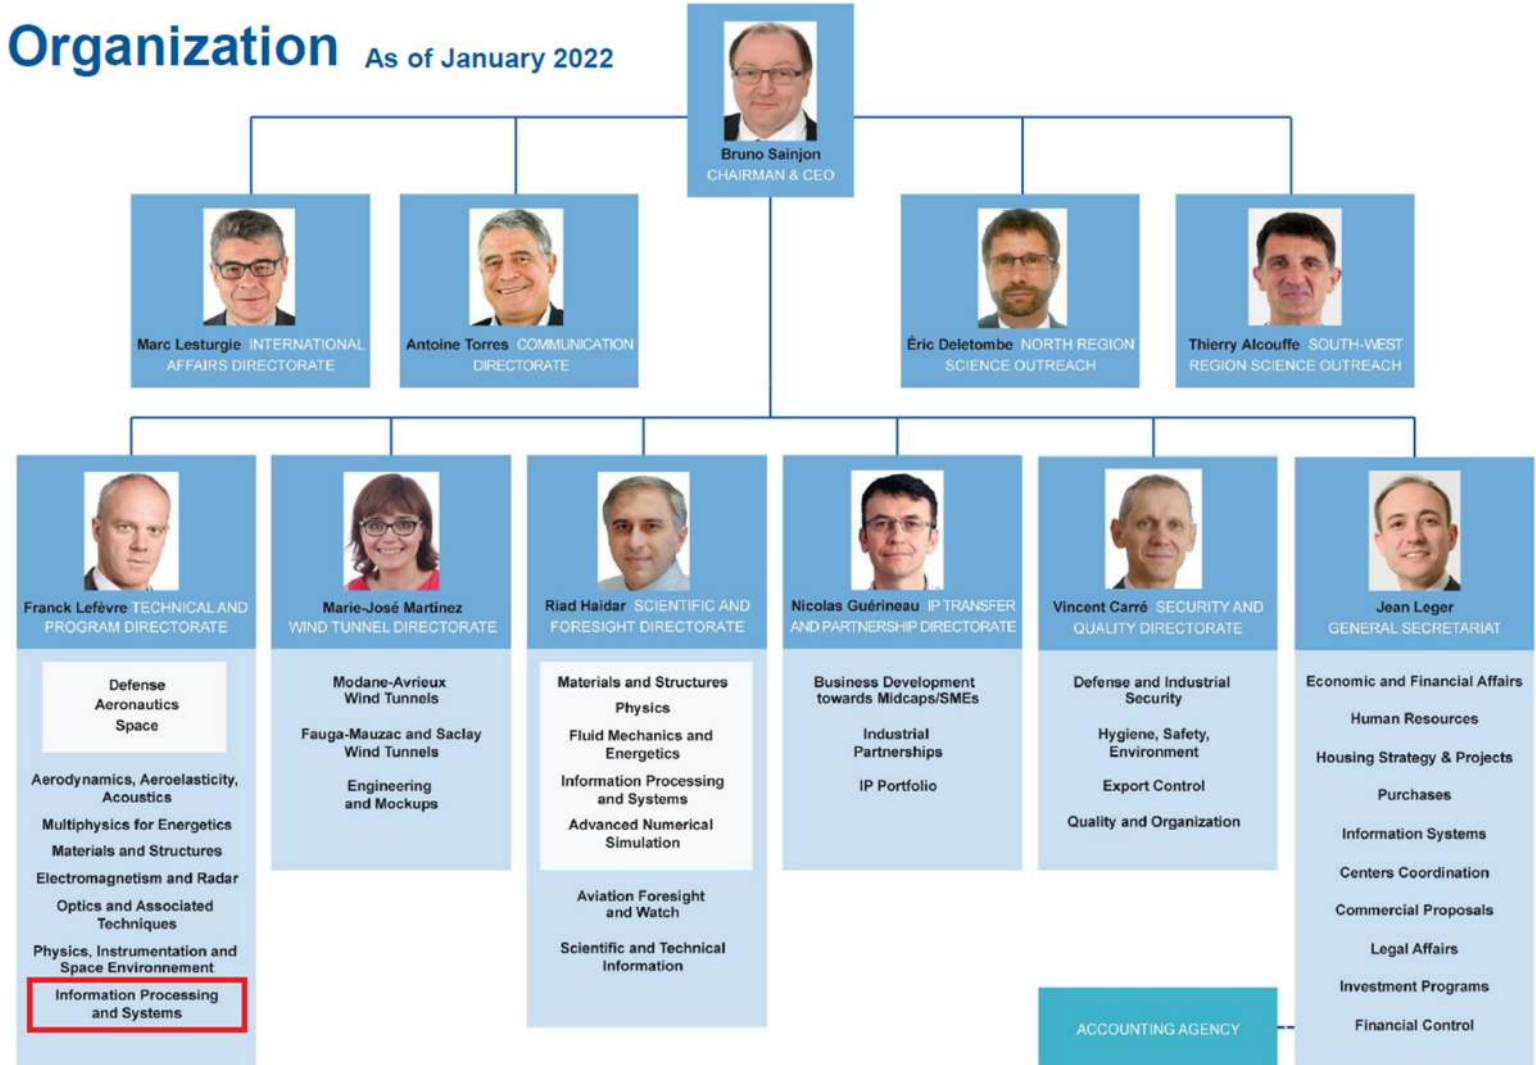 Organization As of January 2022
Bruno Sainjon
CHAIRMAN & CEO
Marc Lesturgie INTERNATIONAL
AFFAIRS DIRECTORATE
Antoine Torres COMMUNICATION
DIRECTORATE
Éric Deletombe NORTH REGION
SCIENCE OUTREACH
Thierry Alcouffe SOUTH-WEST
REGION SCIENCE OUTREACH
Franck Lefèvre TECHNICAL AND
PROGRAM DIRECTORATE
Defense
Aeronautics
Space
Aerodynamics, Aeroelasticity,
Acoustics
Multiphysics for Energetics
Materials and Structures
Electromagnetism and Radar
Optics and Associated
Techniques
Physics, Instrumentation and
Space Environnement
Information Processing
and Systems
Marie-José Martinez
WIND TUNNEL DIRECTORATE
Modane-Avrieux
Wind Tunnels
Fauga-Mauzac and Saclay
Wind Tunnels
Engineering
and Mockups
Riad Haidar SCIENTIFIC AND
FORESIGHT DIRECTORATE
Materials and Structures
Physics
Fluid Mechanics and
Energetics
Information Processing
and Systems
Advanced Numerical
Simulation
Aviation Foresight
and Watch
Scientific and Technical
Information
Nicolas Guérineau IP TRANSFER
AND PARTNERSHIP DIRECTORATE
Business Development
towards Midcaps/SMEs
Industrial
Partnerships
IP Portfolio
Vincent Carré SECURITY AND
QUALITY DIRECTORATE
Defense and Industrial
Security
Hygiene, Safety,
Environment
Export Control
Quality and Organization
Jean Leger
GENERAL SECRETARIAT
Economic and Financial Affairs
Human Resources
Housing Strategy & Projects
Purchases
Information Systems
Centers Coordination
Commercial Proposals
Legal Affairs
Investment Programs
Financial Control
ACCOUNTING AGENCY